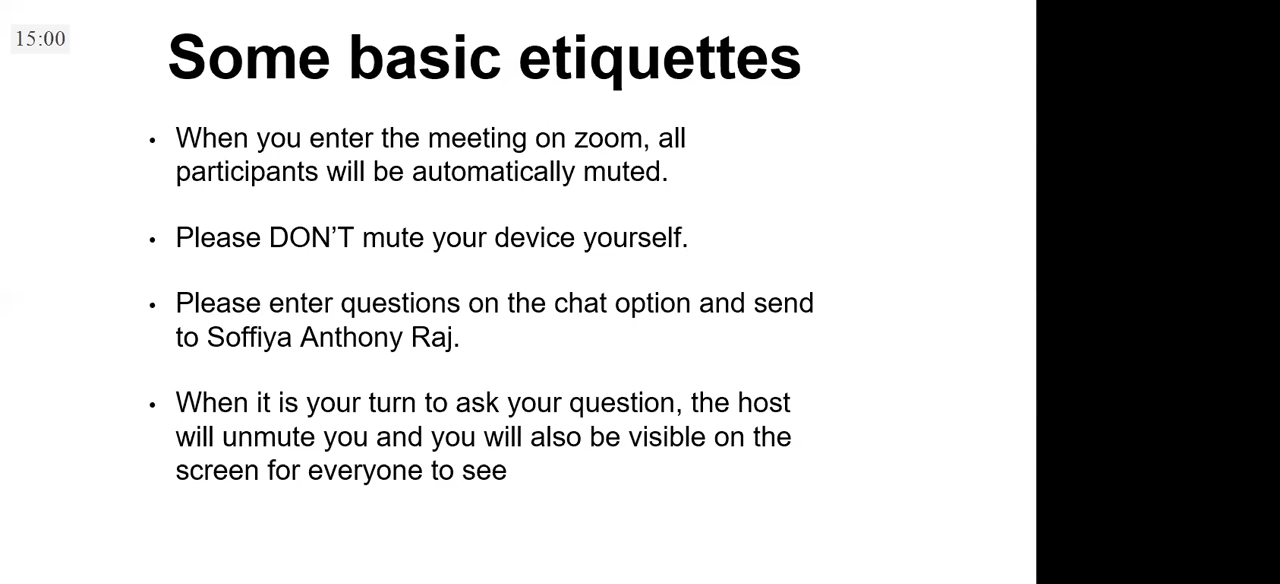 15:00
Some basic etiquettes
• When you enter the meeting on zoom, all
participants will be automatically muted.
• Please DON’T mute your device yourself.
• Please enter questions on the chat option and send
to Soffiya Anthony Raj.
• When it is your turn to ask your question, the host
will unmute you and you will also be visible on the
screen for everyone to see